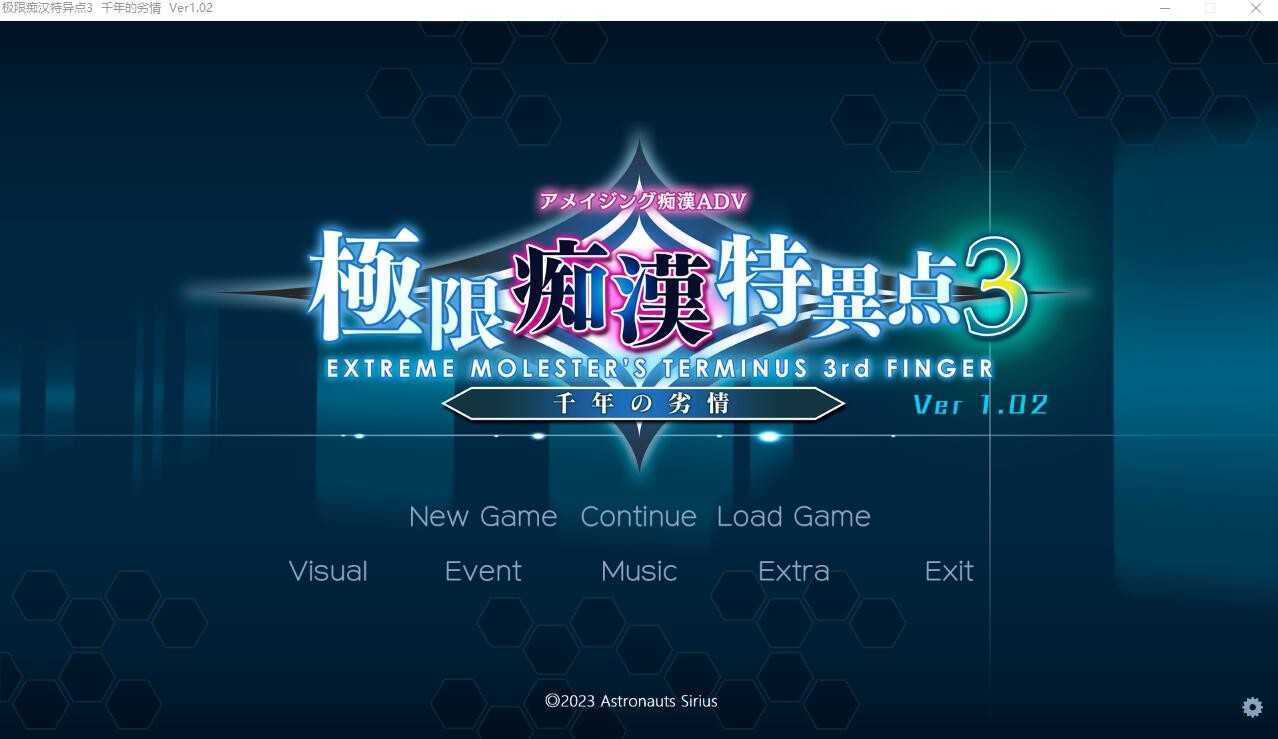 极限痴汉特异点3 千年的劣情 Ver1.02
アメイジング痴漢ADV
極限痴漢特異点3
EXTREME MOLESTER'S TERMINUS 3rd FINGER
千年の劣情
Ver 1.02
New Game Continue Load Game
Visual Event Music Extra Exit
©2023 Astronauts Sirius